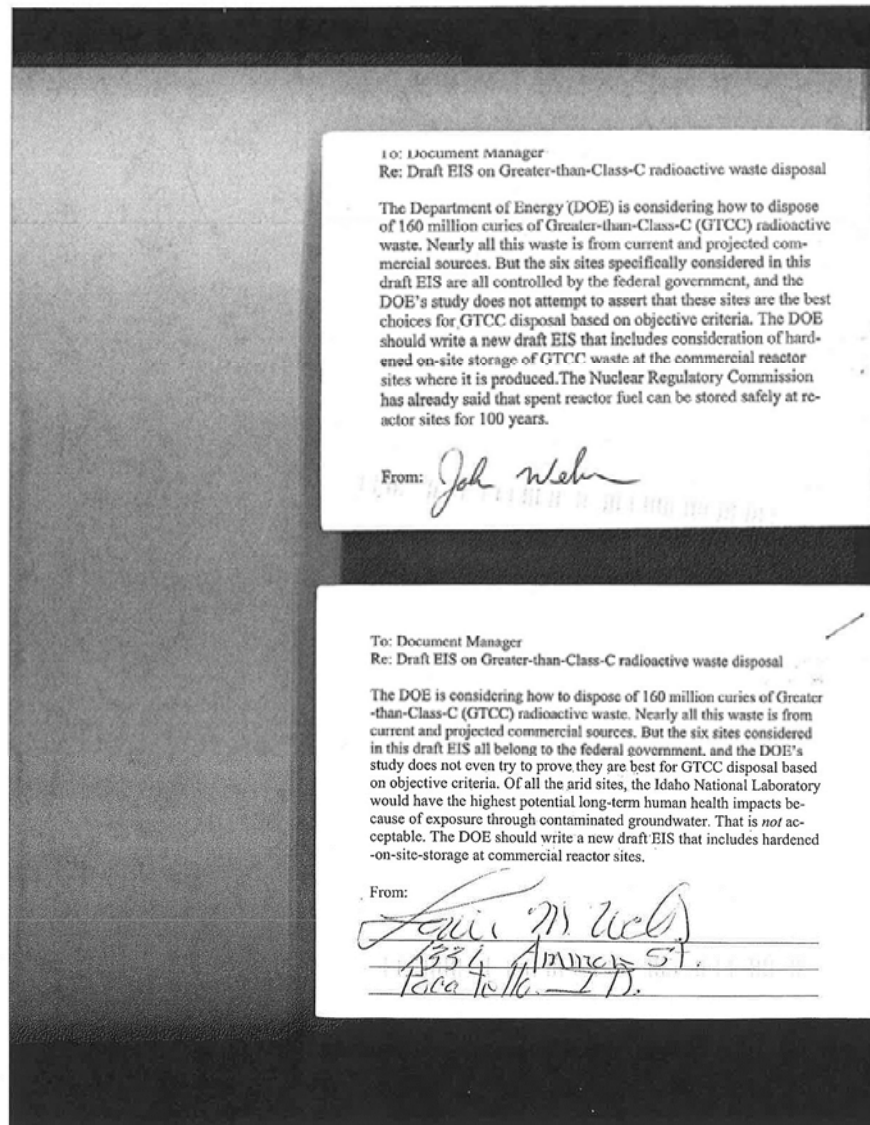 To: Document Manager
Re: Draft EIS on Greater-than-Class-C radioactive waste disposal
The Department of Energy (DOE) is considering how to dispose
of 160 million curies of Greater-than-Class-C (GTCC) radioactive
waste. Nearly all this waste is from current and projected com-
mercial sources. But the six sites specifically considered in this
draft EIS are all controlled by the federal government, and the
DOE's study does not attempt to assert that these sites are the best
choices for GTCC disposal based on objective criteria. The DOE
should write a new draft EIS that includes consideration of hard-
ened on-site storage of GTCC waste at the commercial reactor
sites where it is produced.The Nuclear Regulatory Commission
has already said that spent reactor fuel can be stored safely at re-
actor sites for 100 years.
From:
To: Document Manager
Re: Draft EIS on Greater-than-Class-C radioactive waste disposal
The DOE is considering how to dispose of 160 million curies of Greater
-than-Class-C (GTCC) radioactive waste. Nearly all this waste is from
current and projected commercial sources. But the six sites considered
in this draft EIS all belong to the federal government, and the DOE's
study does not even try to prove they are best for GTCC disposal based
on objective criteria. Of all the arid sites, the Idaho National Laboratory
would have the highest potential long-term human health impacts be-
cause of exposure through contaminated groundwater. That is not ac-
ceptable. The DOE should write a new draft EIS that includes hardened
-on-site-storage at commercial reactor sites.
From:
M.
St.
Pocatello ID.